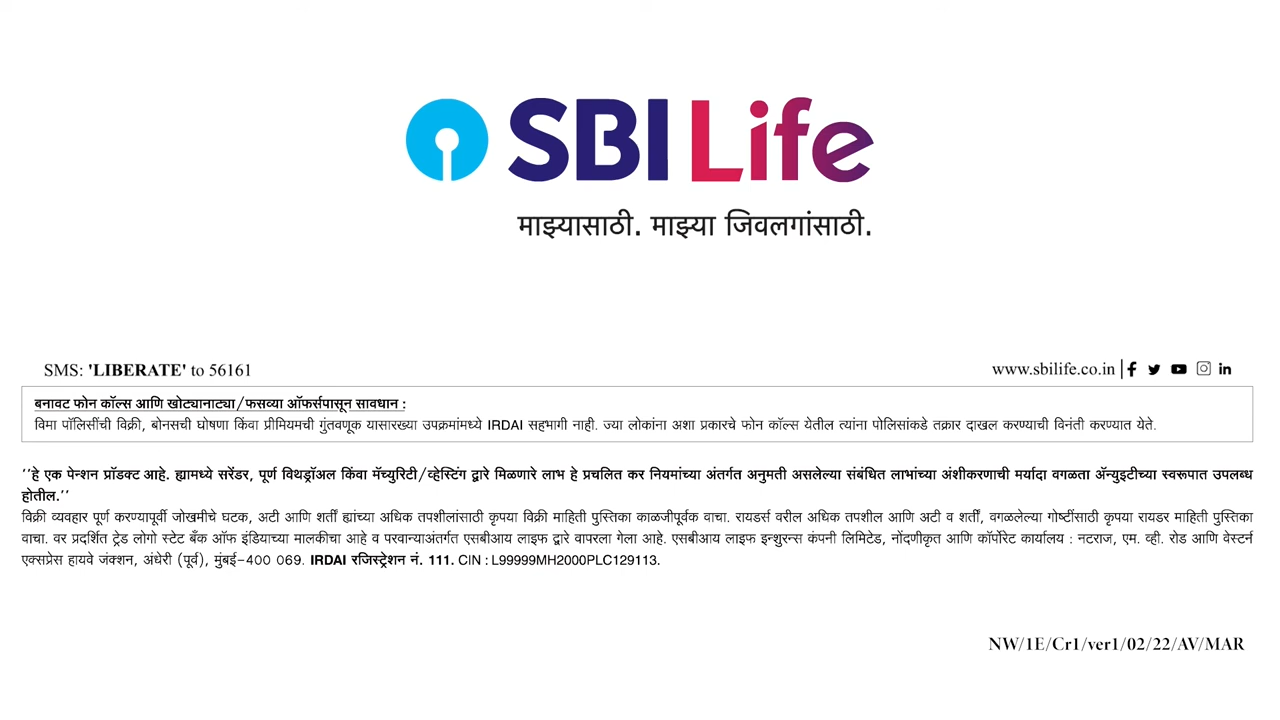 SBI Life
माझ्यासाठी. माझ्या जिवलगांसाठी.
SMS: 'LIBERATE' to 56161
www.sbilife.co.in
बनावट फोन कॉल्स आणि खोट्यानाट्या/फसव्या ऑफर्सपासून सावधान :
विमा पॉलिसींची विक्री, बोनसची घोषणा किंवा प्रीमियमची गुंतवणूक यासारख्या उपक्रमांमध्ये IRDAI सहभागी नाही. ज्या लोकांना अशा प्रकारचे फोन कॉल्स येतील त्यांना पोलिसांकडे तक्रार दाखल करण्याची विनंती करण्यात येते.
''हे एक पेन्शन प्रॉडक्ट आहे. ह्यामध्ये सरेंडर, पूर्ण विथड्रॉअल किंवा मॅच्युरिटी/व्हेस्टिंग द्वारे मिळणारे लाभ हे प्रचलित कर नियमांच्या अंतर्गत अनुमती असलेल्या संबंधित लाभांच्या अंशीकरणाची मर्यादा वगळता ॲन्युइटीच्या स्वरूपात उपलब्ध
होतील.''
विक्री व्यवहार पूर्ण करण्यापूर्वी जोखमीचे घटक, अटी आणि शर्तीं ह्यांच्या अधिक तपशीलांसाठी कृपया विक्री माहिती पुस्तिका काळजीपूर्वक वाचा. रायडर्स वरील अधिक तपशील आणि अटी व शर्तीं, वगळलेल्या गोष्टींसाठी कृपया रायडर माहिती पुस्तिका
वाचा. वर प्रदर्शित ट्रेड लोगो स्टेट बँक ऑफ इंडियाच्या मालकीचा आहे व परवान्याअंतर्गत एसबीआय लाइफ द्वारे वापरला गेला आहे. एसबीआय लाइफ इन्शुरन्स कंपनी लिमिटेड, नोंदणीकृत आणि कॉर्पोरेट कार्यालय : नटराज, एम. व्ही. रोड आणि वेस्टर्न
एक्सप्रेस हायवे जंक्शन, अंधेरी (पूर्व), मुंबई-400 069. IRDAI रजिस्ट्रेशन नं. 111. CIN : L99999MH2000PLC129113.
NW/1E/Cr1/ver1/02/22/AV/MAR